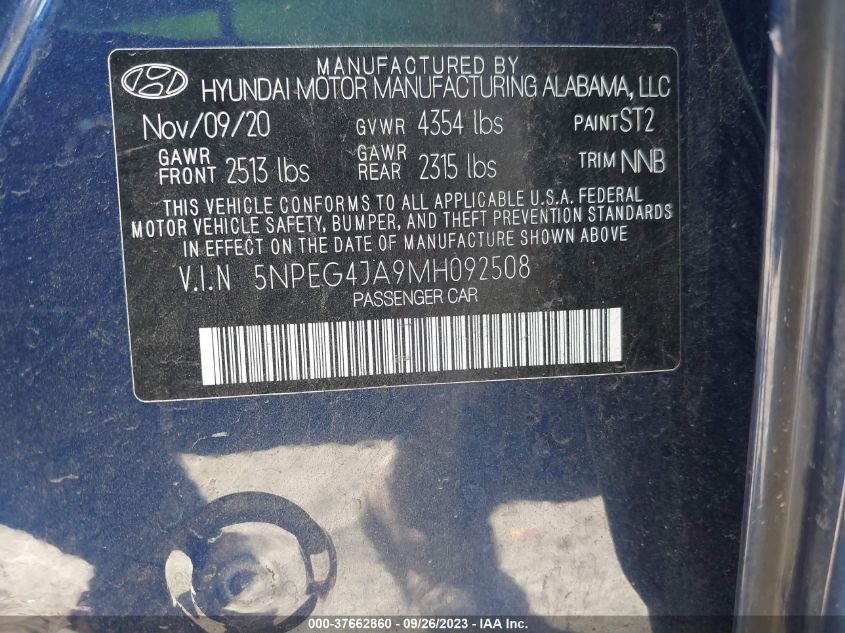 MANUFACTURED BY
HYUNDAI MOTOR MANUFACTURING ALABAMA, LLC
Nov/09/20 GVWR 4354 lbs PAINT ST2
GAWR FRONT 2513 lbs GAWR REAR 2315 lbs TRIM NNB
THIS VEHICLE CONFORMS TO ALL APPLICABLE U.S.A. FEDERAL
MOTOR VEHICLE SAFETY, BUMPER, AND THEFT PREVENTION STANDARDS
IN EFFECT ON THE DATE OF MANUFACTURE SHOWN ABOVE
V.I.N 5NPEG4JA9MH092508
PASSENGER CAR
000-37662860 - 09/26/2023 - IAA Inc.